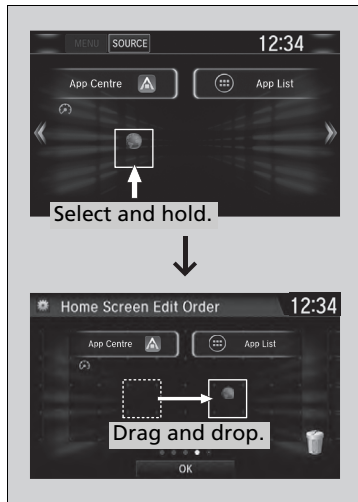 MENU SOURCE 12:34
App Centre App List
Select and hold.
Home Screen Edit Order 12:34
App Centre App List
Drag and drop.
OK